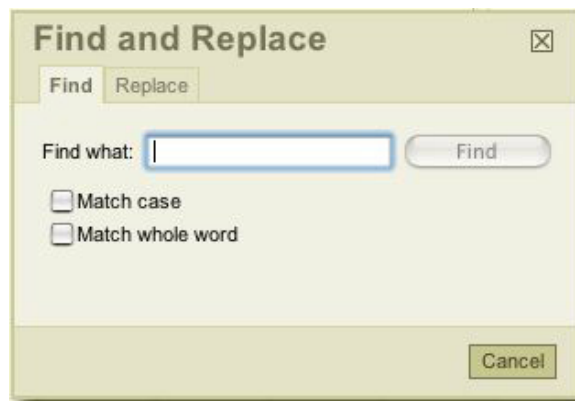 Find and Replace
Find Replace
Find what: Find
Match case
Match whole word
Cancel